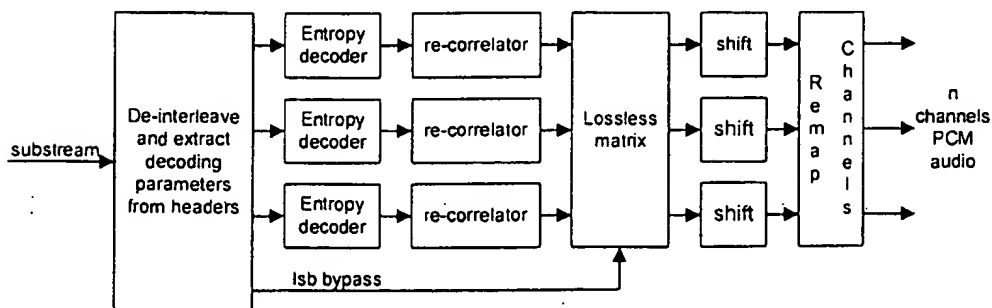 substream
De-interleave
and extract
decoding
parameters
from headers
Entropy
decoder
re-correlator
Entropy
decoder
re-correlator
Entropy
decoder
re-correlator
lsb bypass
Lossless
matrix
shift
shift
shift
Remap
Channels
n
channels
PCM
audio